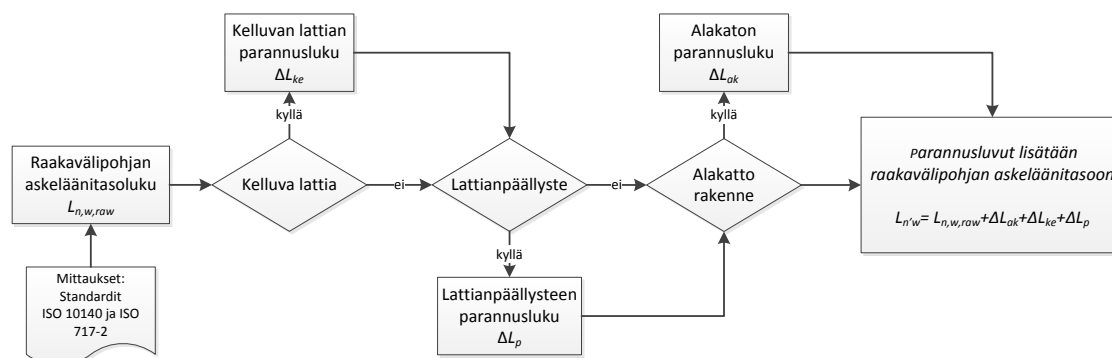 Kelluvan lattian
parannusluku
ΔLke
kyllä
Alakaton
parannusluku
ΔLak
kyllä
Raakavälipohjan
askeläänitasoluku
Ln,w,raw
Kelluva lattia
ei
Lattianpäällyste
ei
Alakatto
rakenne
Parannusluvut lisätään
raakavälipohjan askeläänitasoon
Ln'w= Ln,w,raw+ΔLak+ΔLke+ΔLp
kyllä
Mittaukset:
Standardit
ISO 10140 ja ISO
717-2
Lattianpäällysteen
parannusluku
ΔLp